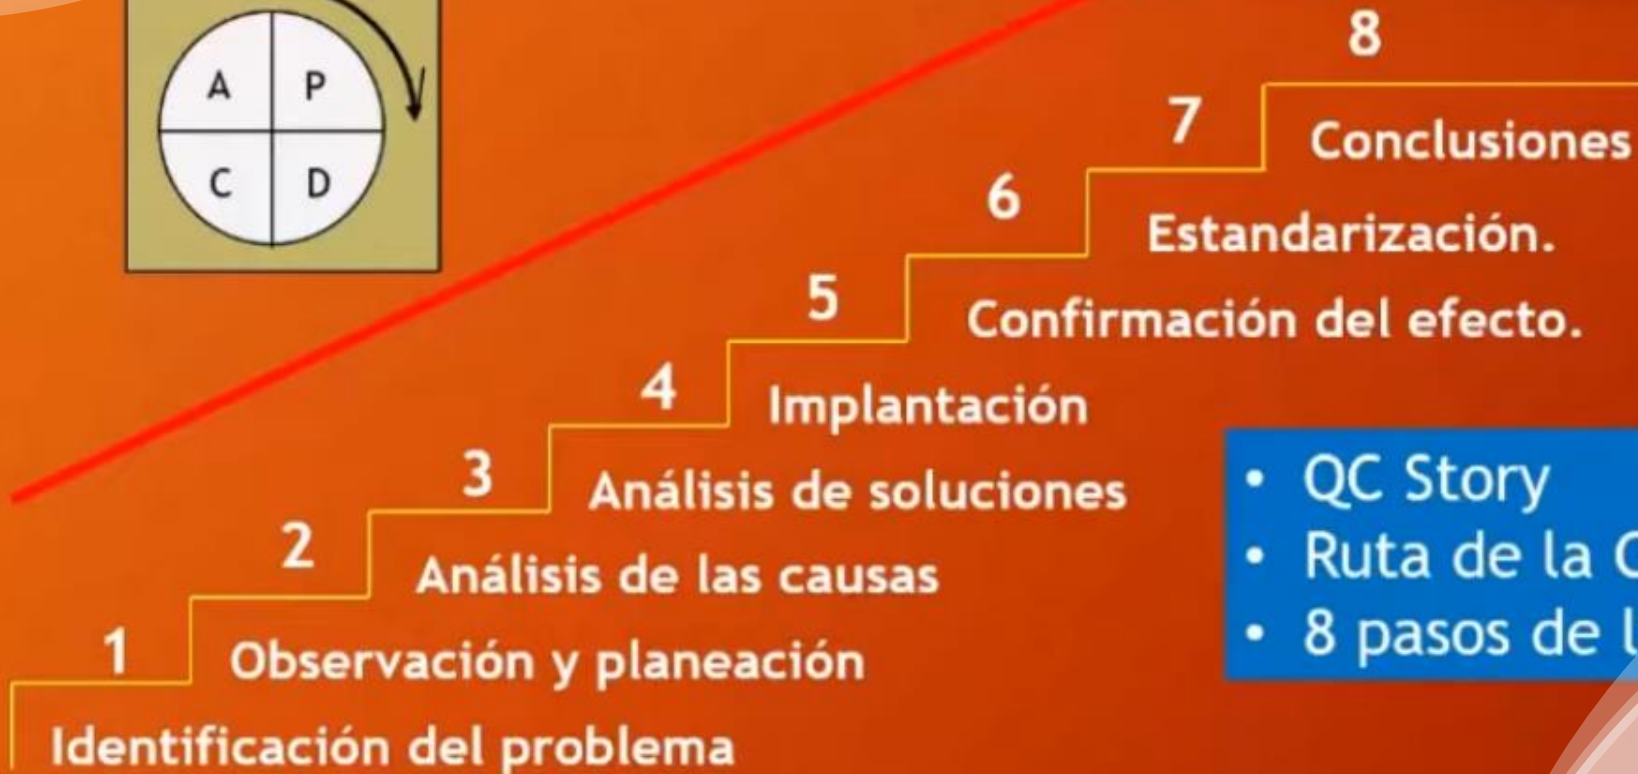 A P
C D
8
7
Conclusiones
6
Estandarización.
5
Confirmación del efecto.
4
Implantación
3
Análisis de soluciones
2
Análisis de las causas
1
Observación y planeación
Identificación del problema
• QC Story
• Ruta de la
• 8 pasos de